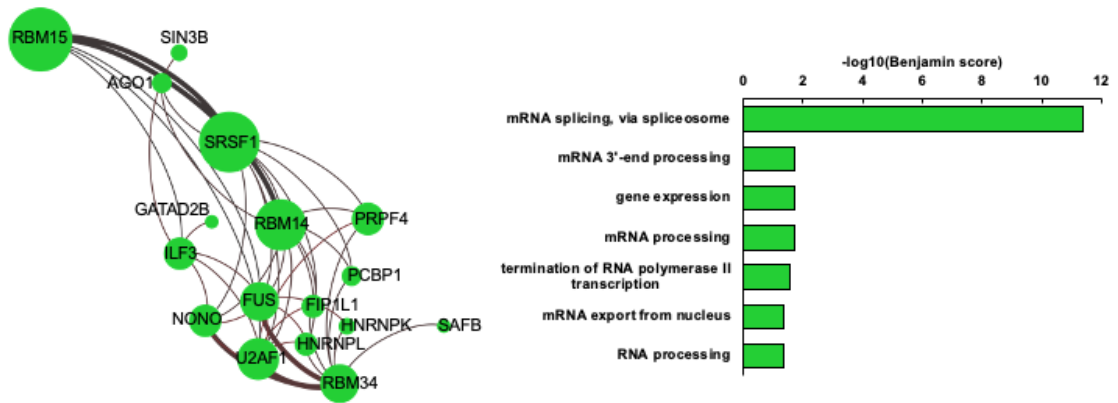 RBM15
SIN3B
AGO1
SRSF1
GATAD2B
RBM14
PRPF4
ILF3
PCBP1
FUS
FIP1L1
NONO
HNRNPK
SAFB
HNRNPL
U2AF1
RBM34
-log10(Benjamin score)
0 2 4 6 8 10 12
mRNA splicing, via spliceosome
mRNA 3'-end processing
gene expression
mRNA processing
termination of RNA polymerase II
transcription
mRNA export from nucleus
RNA processing